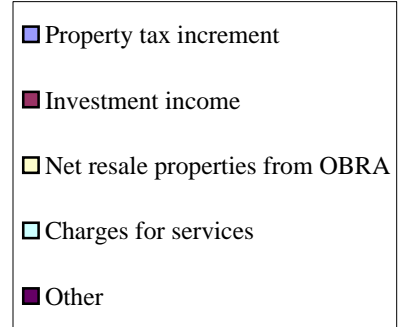 Property tax increment
Investment income
Net resale properties from OBRA
Charges for services
Other